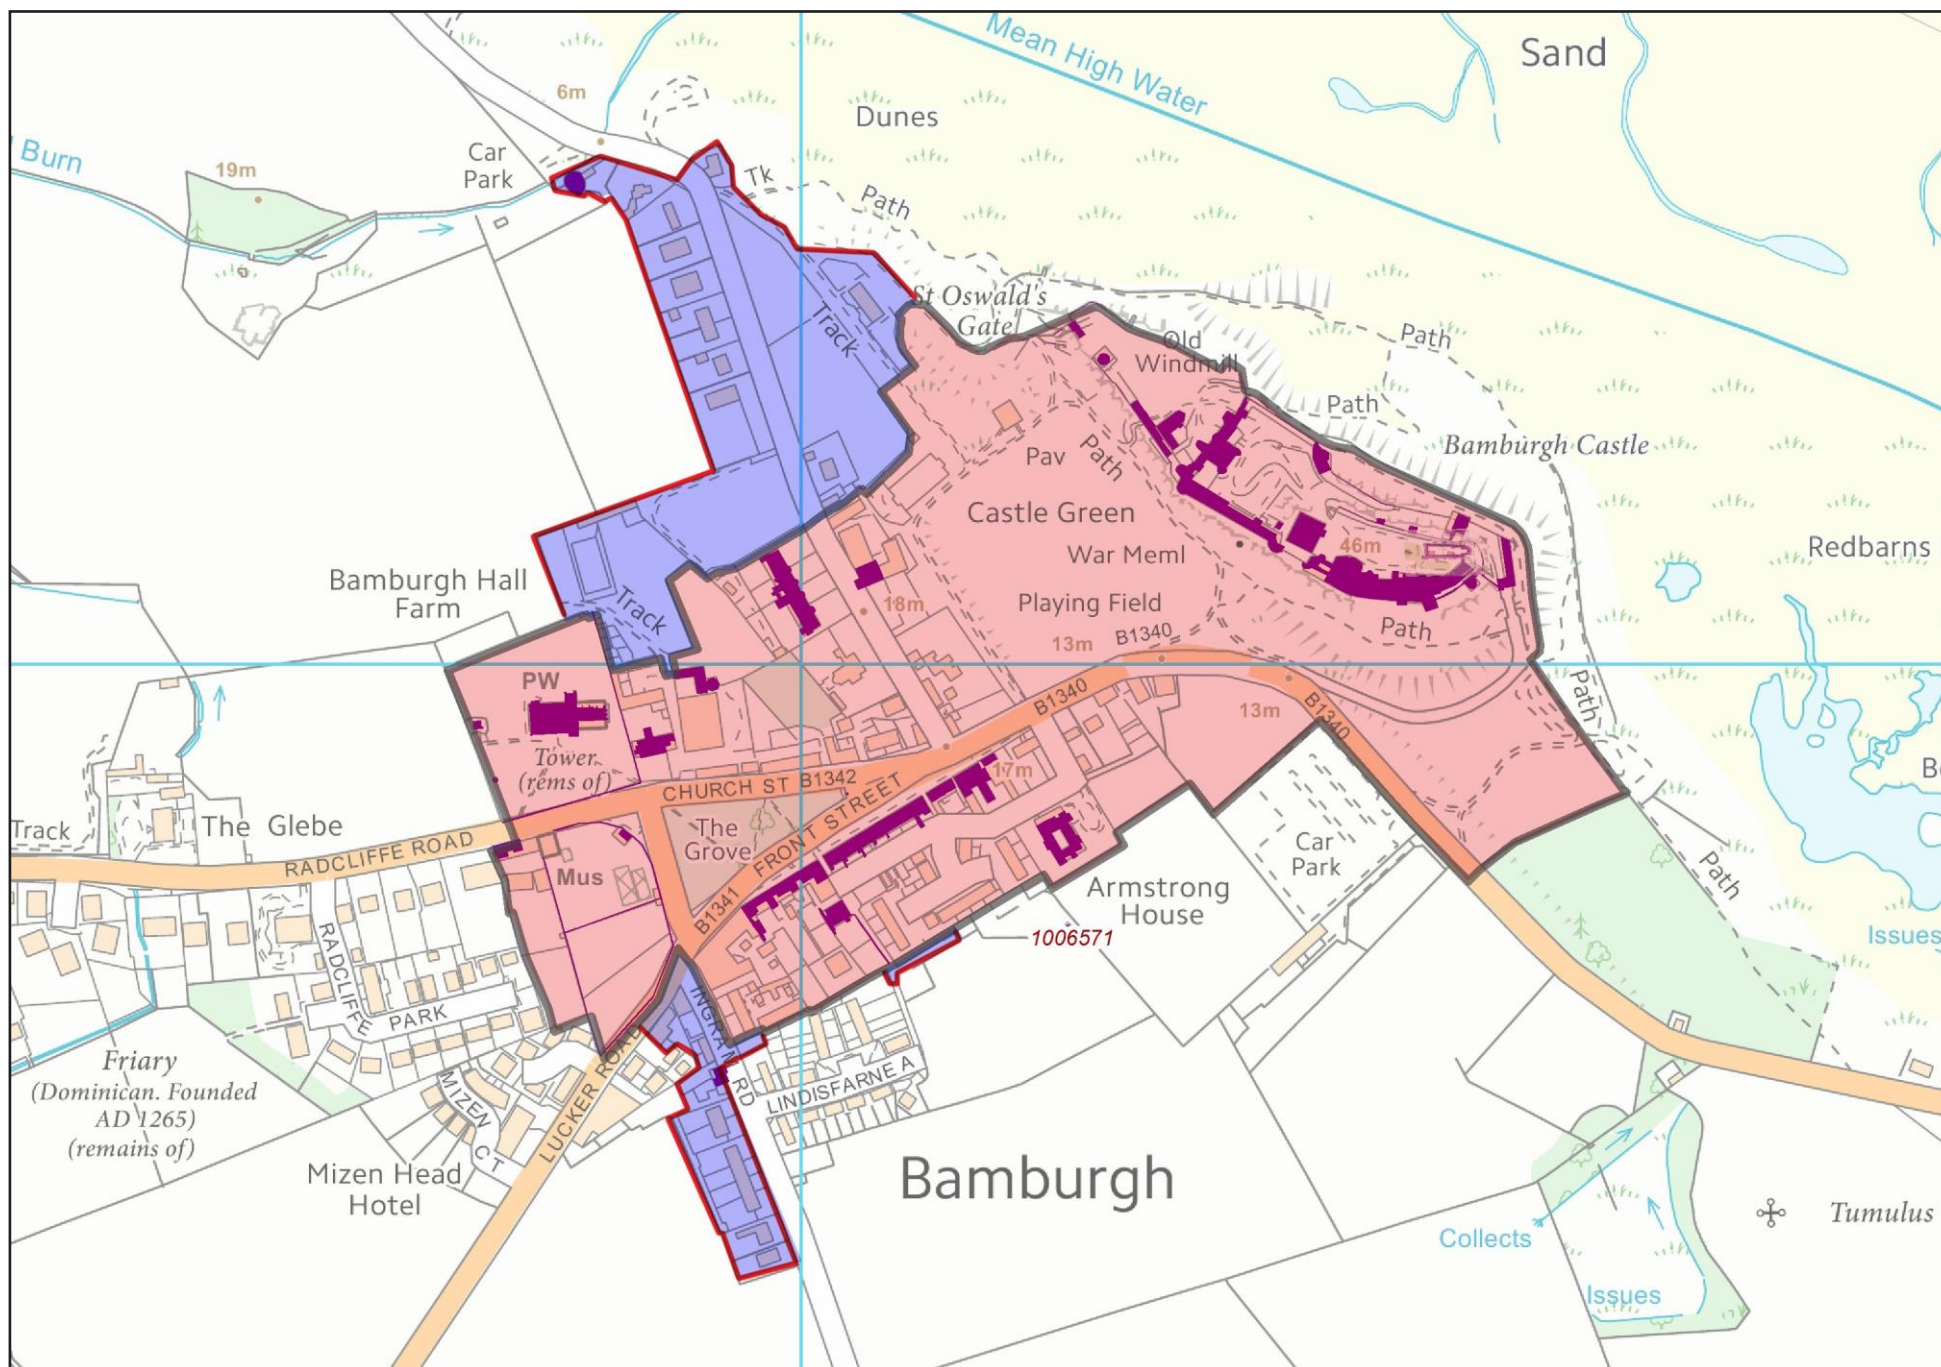 Mean High Water
Sand
6m
Dunes
Burn
19m
Car
Park
Tk
Path
St Oswald's
Gate
Track
Old
Windmill
Path
Path
Bamburgh Castle
Pav
Path
Castle Green
War Meml
46m
Redbarns
Bamburgh Hall
Farm
Track
18m
Playing Field
Path
13m
B1340
PW
Path
B1340
13m
B1340
Tower
(rems of)
17m
CHURCH ST B1342
The
Grove
FRONT STREET
Track
The Glebe
RADCLIFFE ROAD
Car
Park
Path
Mus
Armstrong
House
B1341
1006571
Issues
RADCLIFFE
PARK
INGRAM
RD
LINDISFARNE A
Friary
(Dominican. Founded
AD 1265)
(remains of)
MIZEN
CT
LUCKER ROAD
Mizen Head
Hotel
Bamburgh
Tumulus
Collects
Issues